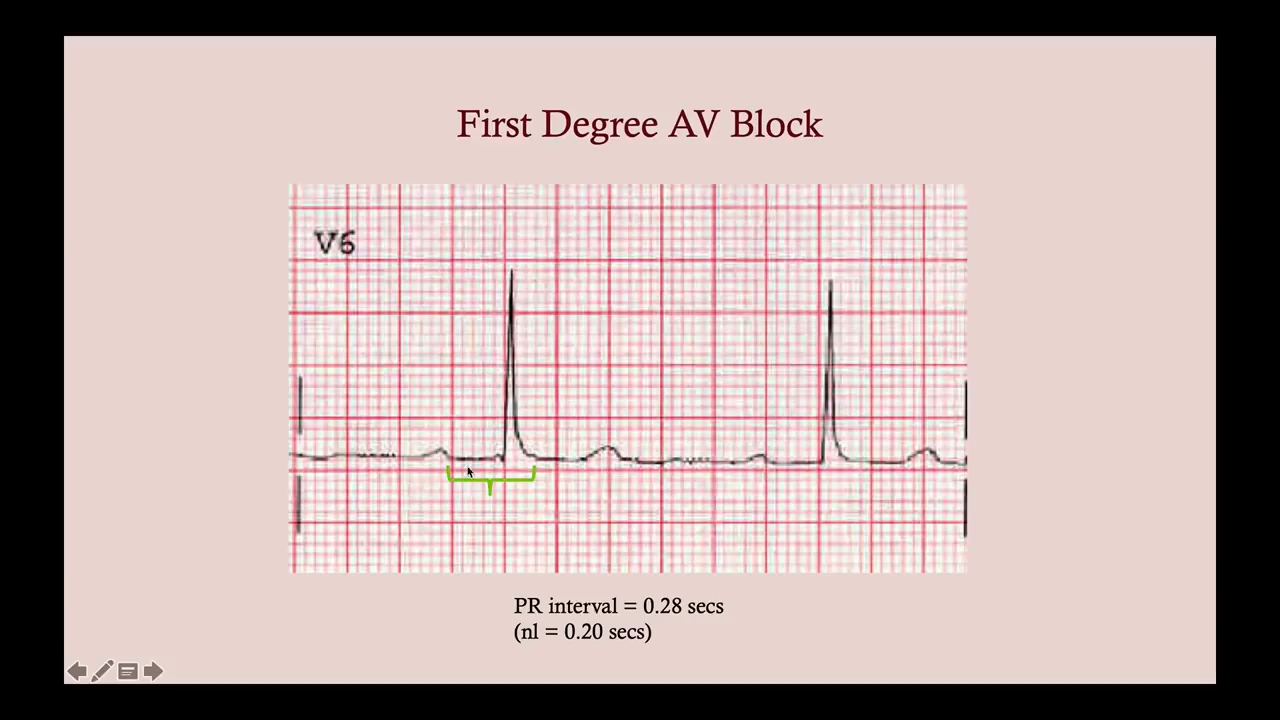 First Degree AV Block
V6
PR interval = 0.28 secs
(nl = 0.20 secs)